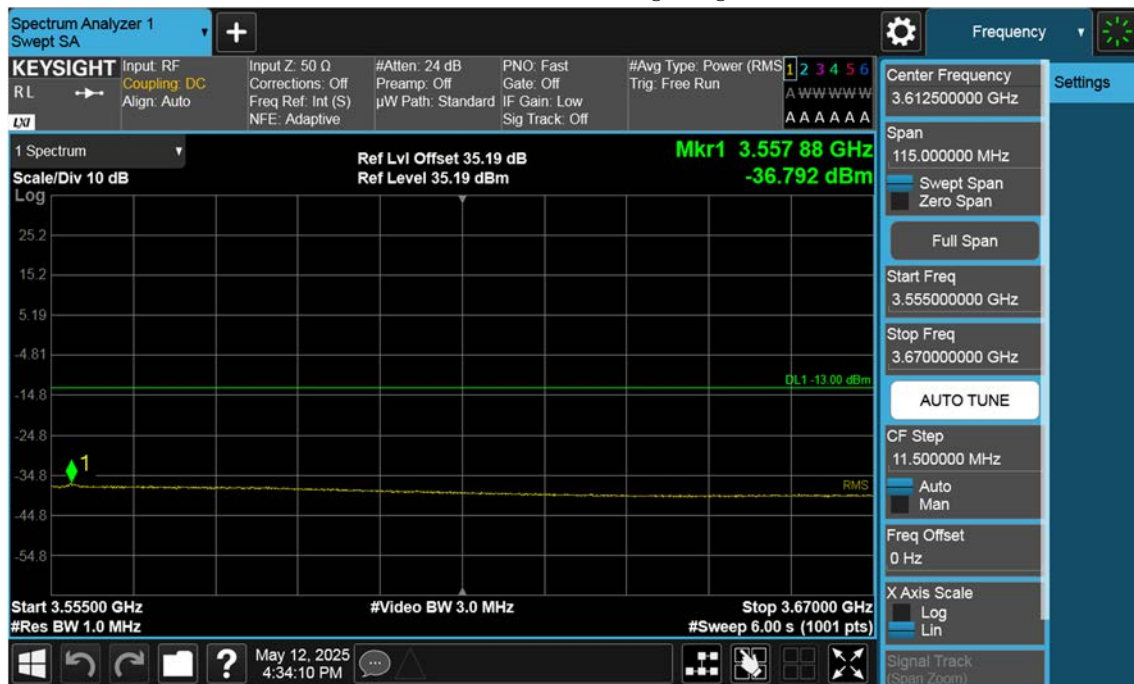 Spectrum Analyzer 1
Swept SA
+
Frequency
KEYSIGHT
RL
LXI
Input: RF
Coupling: DC
Align: Auto
Input Z: 50 Ω
Corrections: Off
Freq Ref: Int (S)
NFE: Adaptive
#Atten: 24 dB
Preamp: Off
µW Path: Standard
PNO: Fast
Gate: Off
IF Gain: Low
Sig Track: Off
#Avg Type: Power (RMS
Trig: Free Run
1 2 3 4 5 6
A W W W W W
A A A A A A
1 Spectrum
Scale/Div 10 dB
Ref Lvl Offset 35.19 dB
Ref Level 35.19 dBm
Mkr1 3.557 88 GHz
-36.792 dBm
Log
25.2
15.2
5.19
-4.81
-14.8
-24.8
-34.8
-44.8
-54.8
DL1 -13.00 dBm
1
RMS
Start 3.55500 GHz
#Res BW 1.0 MHz
#Video BW 3.0 MHz
Stop 3.67000 GHz
#Sweep 6.00 s (1001 pts)
?
May 12, 2025
4:34:10 PM
Center Frequency
3.612500000 GHz
Span
115.000000 MHz
Swept Span
Zero Span
Full Span
Start Freq
3.555000000 GHz
Stop Freq
3.670000000 GHz
AUTO TUNE
CF Step
11.500000 MHz
Auto
Man
Freq Offset
0 Hz
X Axis Scale
Log
Lin
Signal Track
(Span Zoom)
Settings